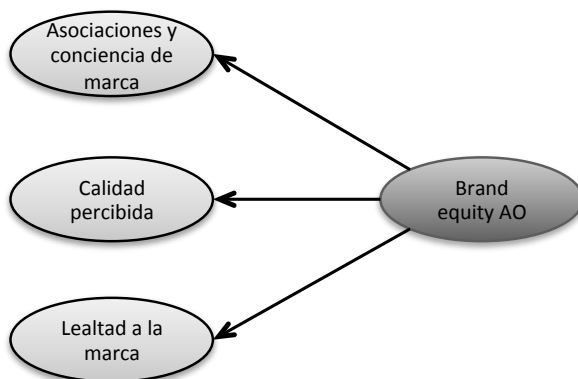 Asociaciones y
conciencia de
marca
Calidad
percibida
Brand
equity AO
Lealtad a la
marca